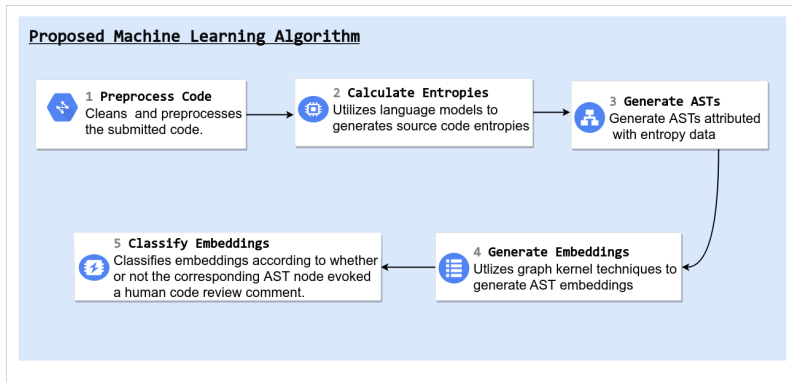 Proposed Machine Learning Algorithm
1 Preprocess Code
Cleans and preprocesses
the submitted code.
2 Calculate Entropies
Utilizes language models to
generates source code entropies
3 Generate ASTs
Generate ASTs attributed
with entropy data
4 Generate Embeddings
Utlizes graph kernel techniques to
generate AST embeddings
5 Classify Embeddings
Classifies embeddings according to whether
or not the corresponding AST node evoked
a human code review comment.